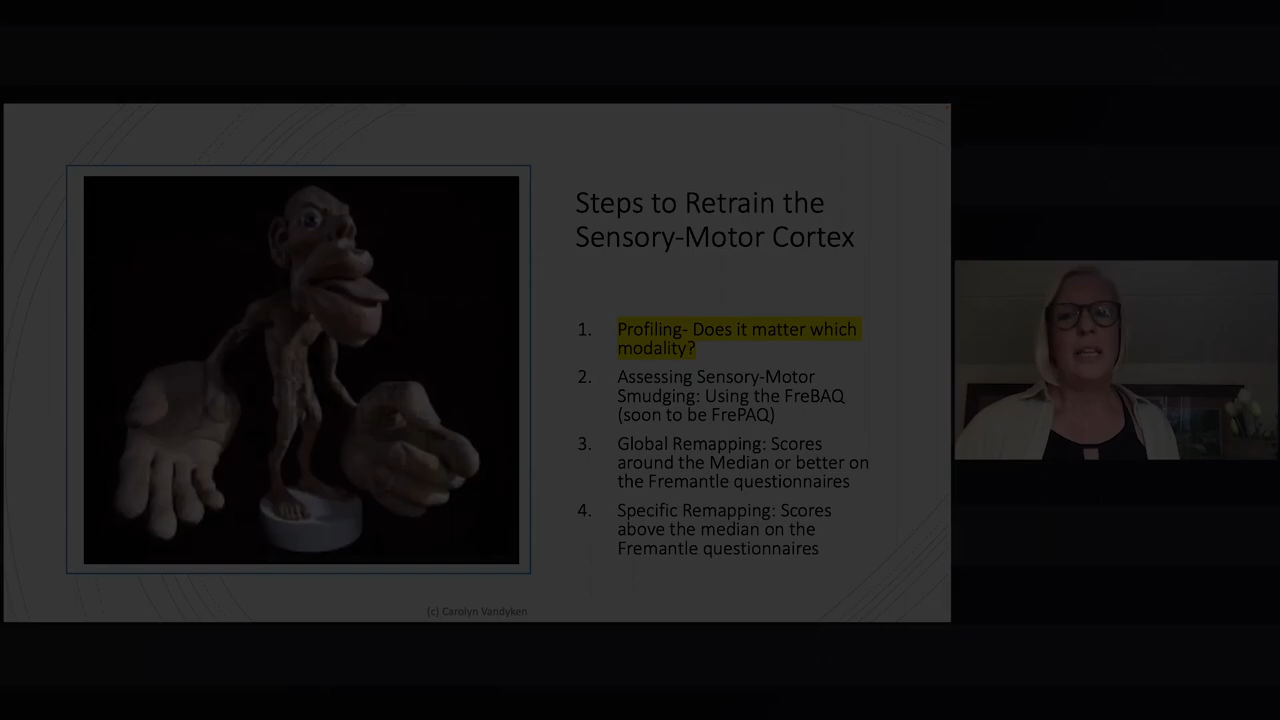 Steps to Retrain the
Sensory-Motor Cortex
1. Profiling- Does it matter which
modality?
2. Assessing Sensory-Motor
Smudging: Using the FreBAQ
(soon to be FrePAQ)
3. Global Remapping: Scores
around the Median or better on
the Fremantle questionnaires
4. Specific Remapping: Scores
above the median on the
Fremantle questionnaires
(c) Carolyn Vandyken